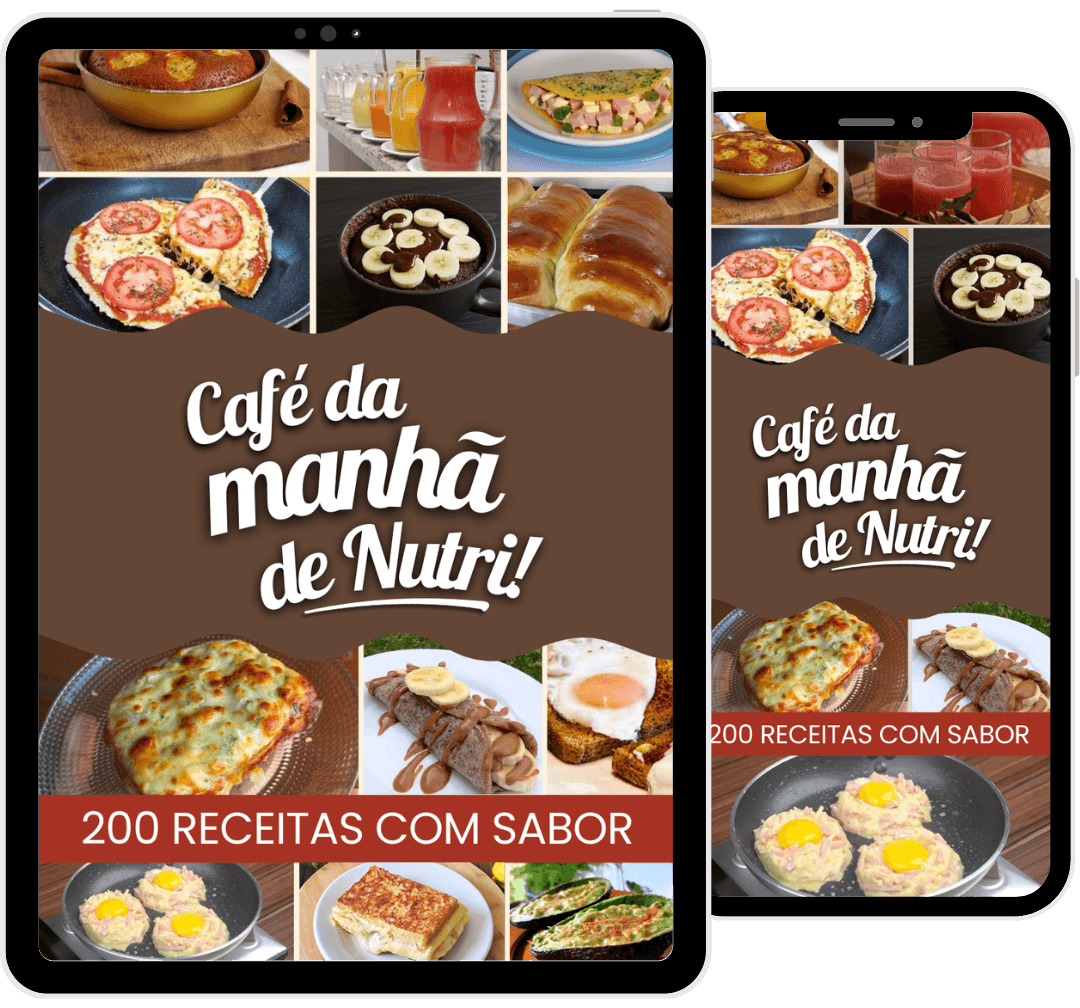 Café da
manhã
de Nutri!
200 RECEITAS COM SABOR
Café da
manhã
de Nutri!
200 RECEITAS COM SABOR